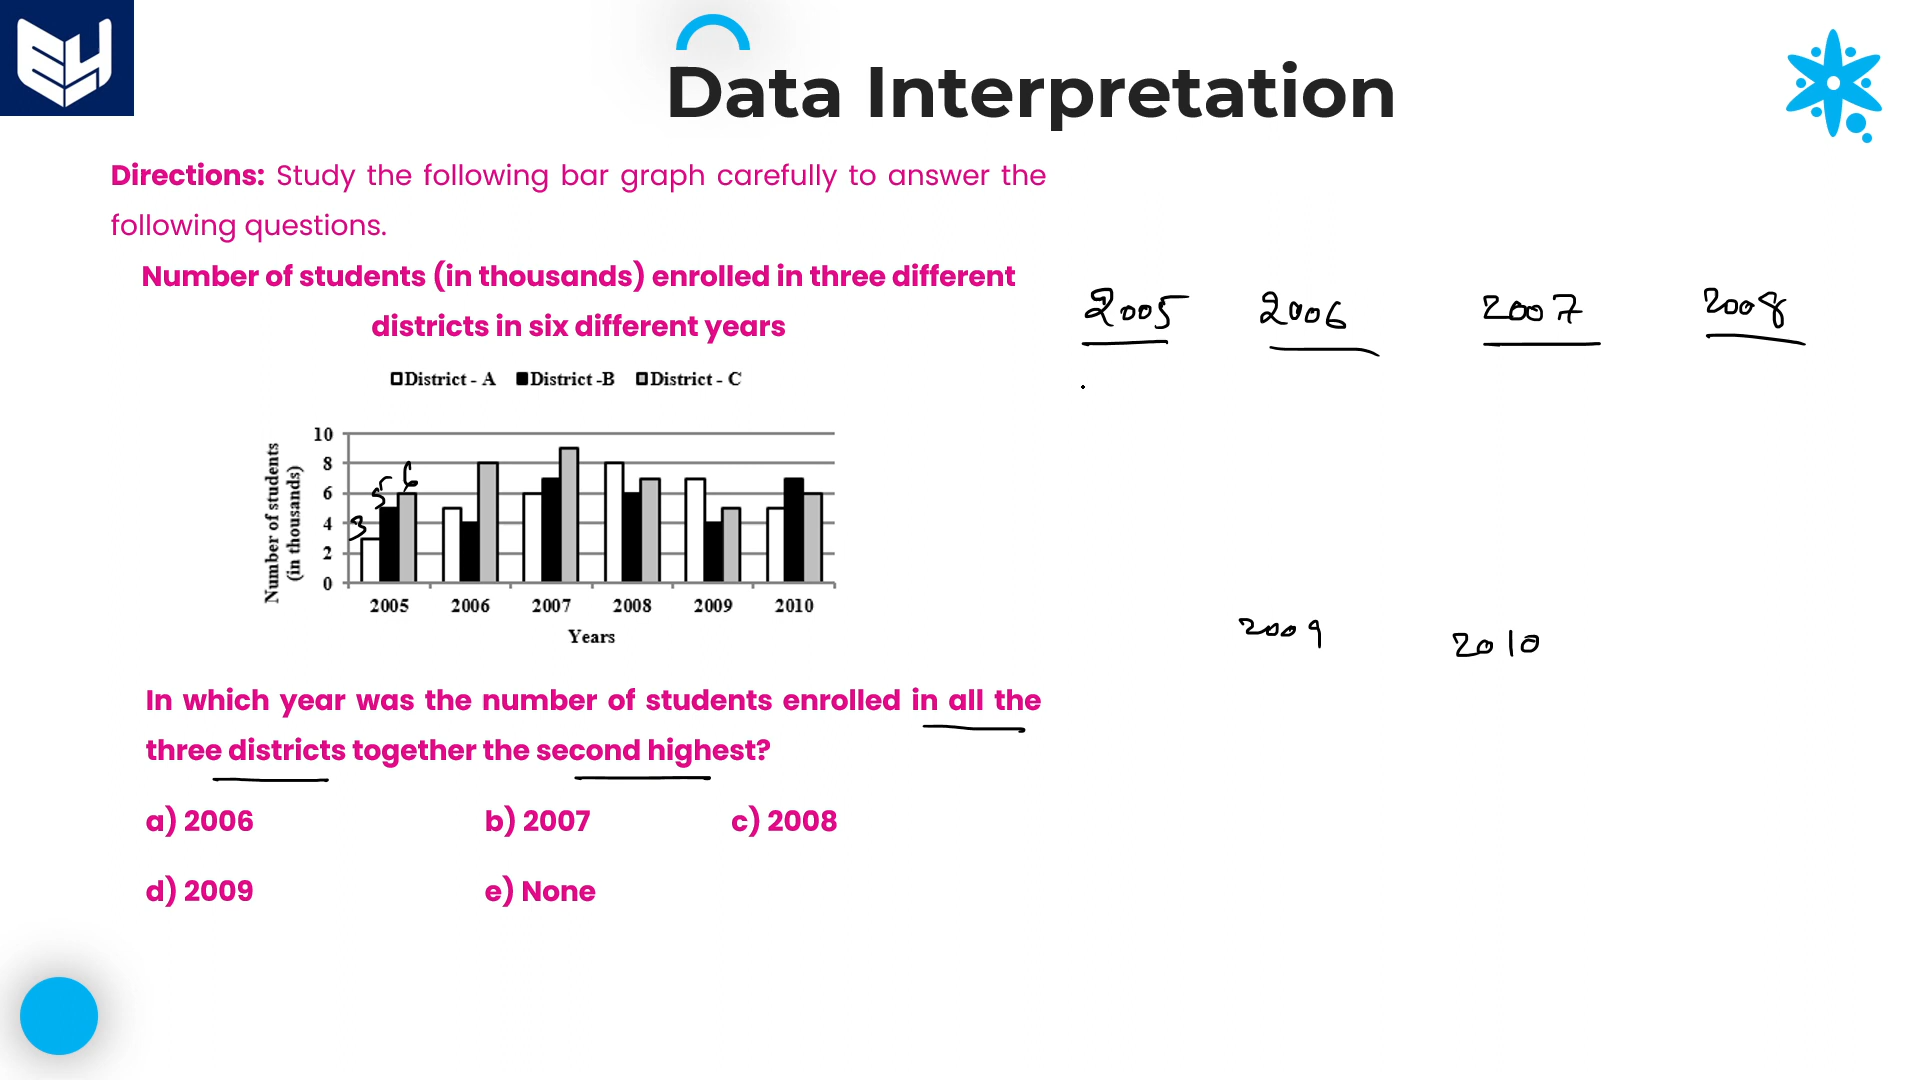 Data Interpretation
Directions: Study the following bar graph carefully to answer the
following questions.
Number of students (in thousands) enrolled in three different
districts in six different years
District - A District -B District - C
Number of students
(in thousands)
10
8
6
4
2
0
3 5 6
2005 2006 2007 2008 2009 2010
Years
In which year was the number of students enrolled in all the
three districts together the second highest?
a) 2006 b) 2007 c) 2008
d) 2009 e) None
2005 2006 2007 2008
2009 2010